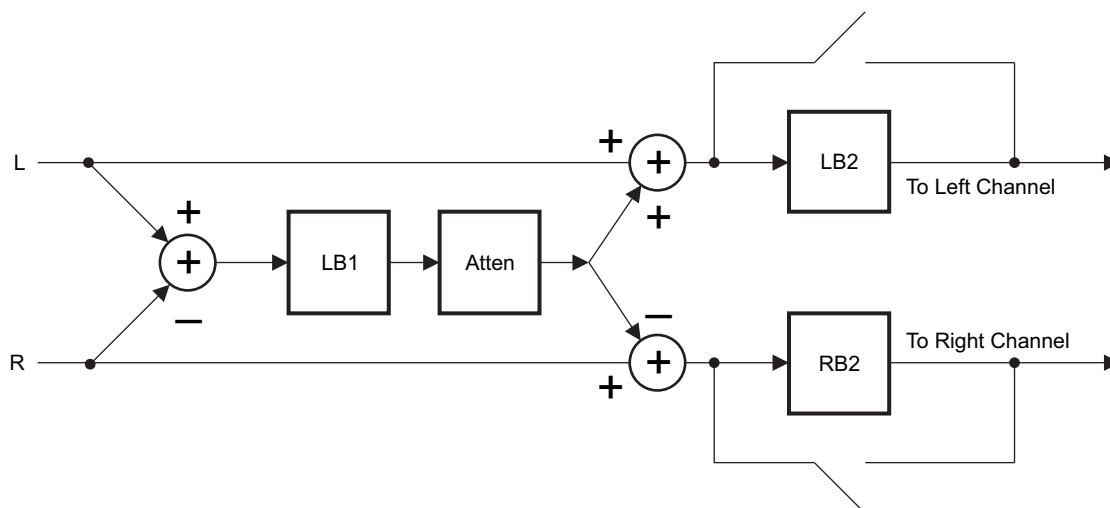 +
+
LB2
L
To Left Channel
+
+
+
LB1
Atten
−
−
To Right Channel
R
+
RB2
+